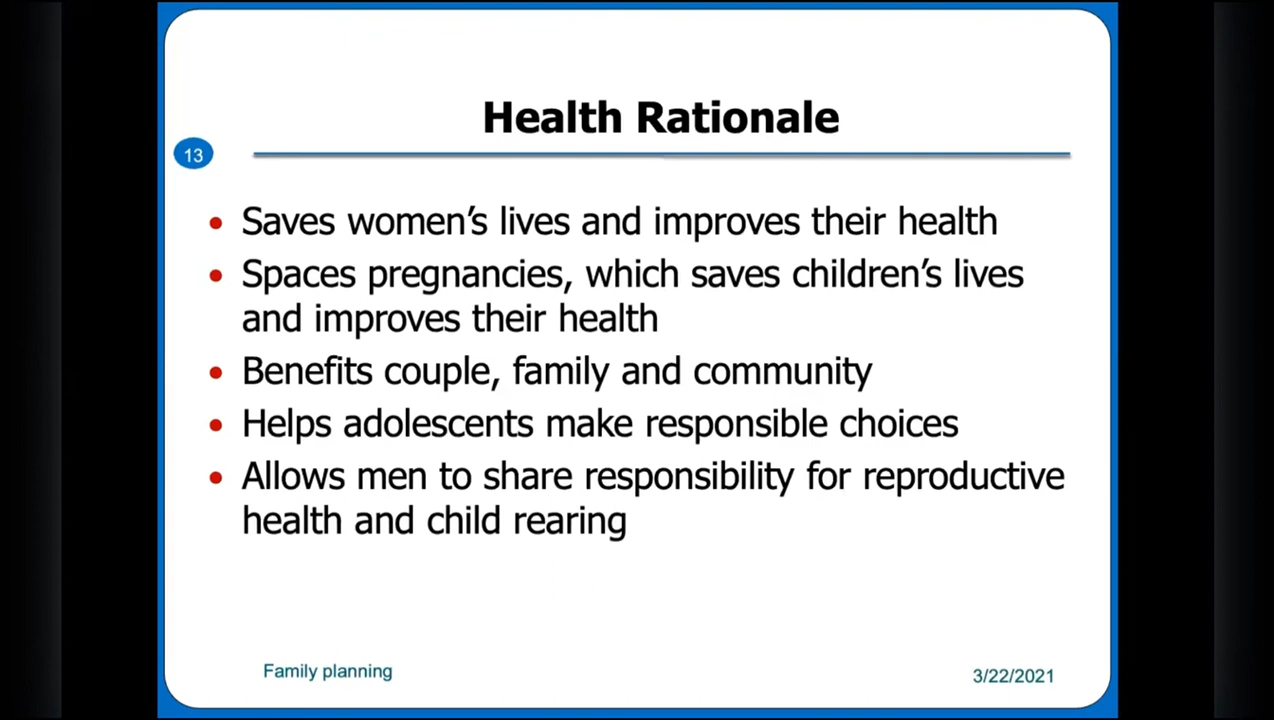 Health Rationale
13
Saves women’s lives and improves their health
Spaces pregnancies, which saves children’s lives
and improves their health
Benefits couple, family and community
Helps adolescents make responsible choices
Allows men to share responsibility for reproductive
health and child rearing
Family planning
3/22/2021